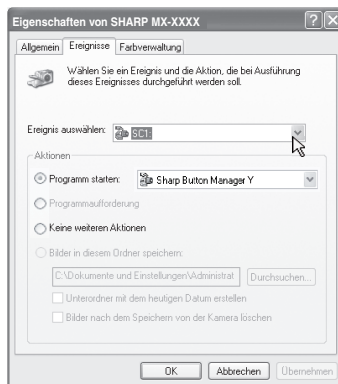 Eigenschaften von SHARP MX-XXXX
Allgemein Ereignisse Farbverwaltung
Wählen Sie ein Ereignis und die Aktion, die bei Ausführung
dieses Ereignisses durchgeführt werden soll.
Ereignis auswählen: SC1:
Aktionen
Programm starten: Sharp Button Manager Y
Programmaufforderung
Keine weiteren Aktionen
Bilder in diesem Ordner speichern:
C:\Dokumente und Einstellungen\Administrat Durchsuchen...
Unterordner mit dem heutigen Datum erstellen
Bilder nach dem Speichern von der Kamera löschen
OK Abbrechen Übernehmen